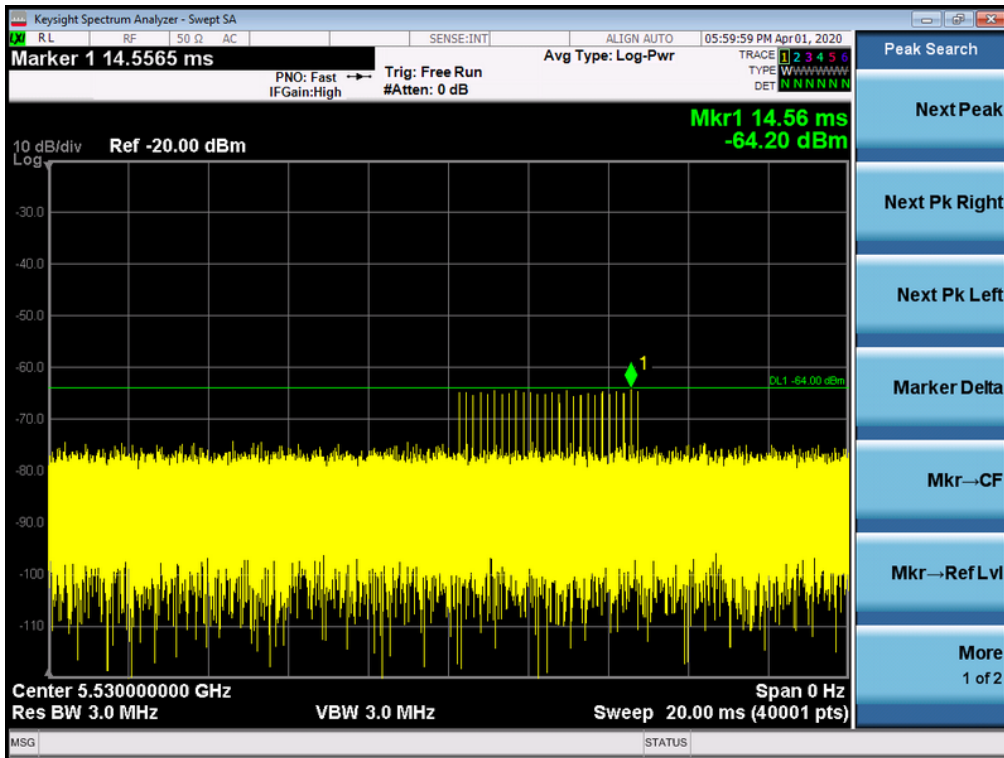 Keysight Spectrum Analyzer - Swept SA
LXI RL RF 50 Ω AC SENSE:INT ALIGN AUTO 05:59:59 PM Apr 01, 2020
Marker 1 14.5565 ms
PNO: Fast
IFGain:High
Trig: Free Run
#Atten: 0 dB
Avg Type: Log-Pwr
TRACE 1 2 3 4 5 6
TYPE WWWWWW
DET N N N N N N
Mkr1 14.56 ms
-64.20 dBm
10 dB/div
Log
Ref -20.00 dBm
-30.0
-40.0
-50.0
-60.0
1
DL1 -64.00 dBm
-70.0
-80.0
-90.0
-100
-110
Center 5.530000000 GHz
Span 0 Hz
Res BW 3.0 MHz
VBW 3.0 MHz
Sweep 20.00 ms (40001 pts)
MSG
STATUS
Peak Search
Next Peak
Next Pk Right
Next Pk Left
Marker Delta
Mkr→CF
Mkr→Ref Lvl
More
1 of 2